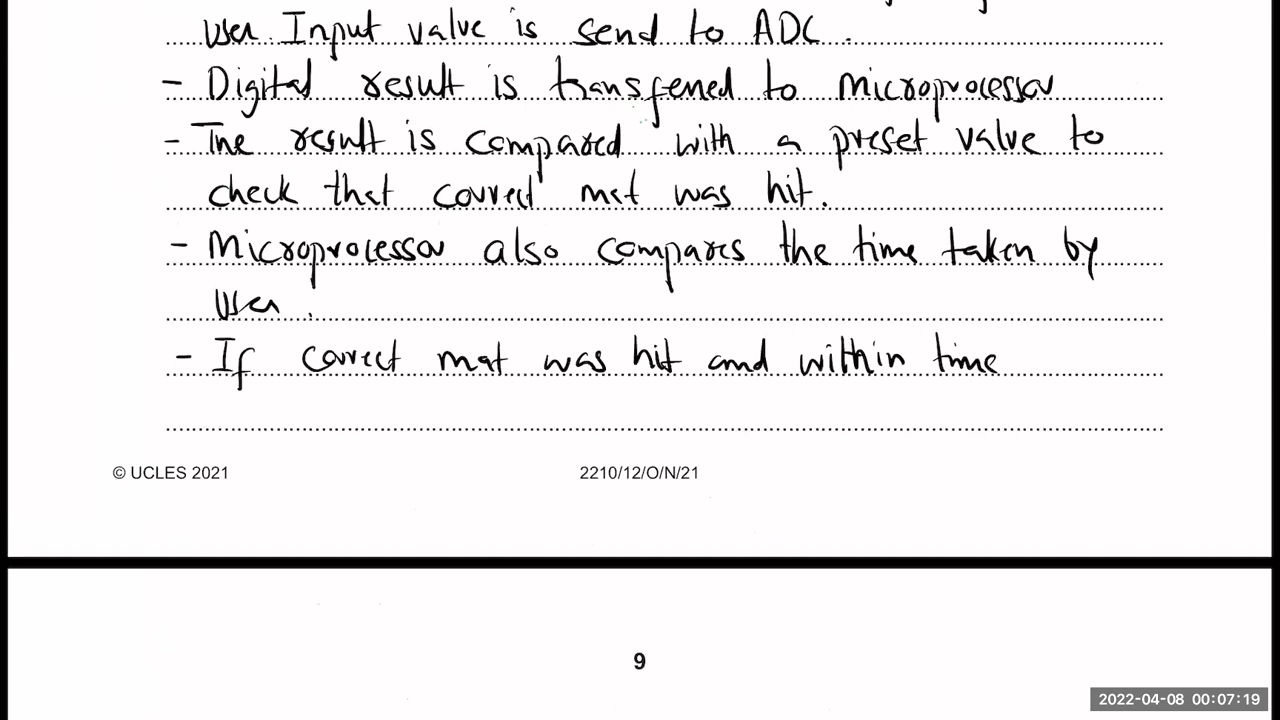 user. Input value is send to ADC.
- Digital result is transferred to microprocessor
- The result is compared with a preset value to
check that correct mat was hit.
- Microprocessor also compares the time taken by
User.
- If correct mat was hit and within time
© UCLES 2021
2210/12/O/N/21
9
2022-04-08 00:07:19